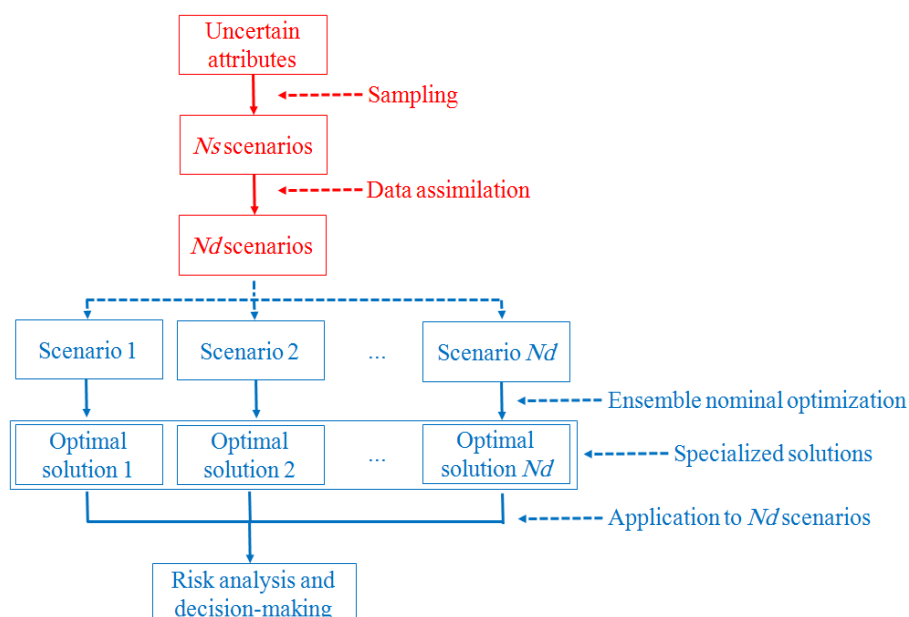 Uncertain
attributes
Sampling
Ns scenarios
Data assimilation
Nd scenarios
Scenario 1
Scenario 2
...
Scenario Nd
Ensemble nominal optimization
Optimal
solution 1
Optimal
solution 2
...
Optimal
solution Nd
Specialized solutions
Application to Nd scenarios
Risk analysis and
decision-making